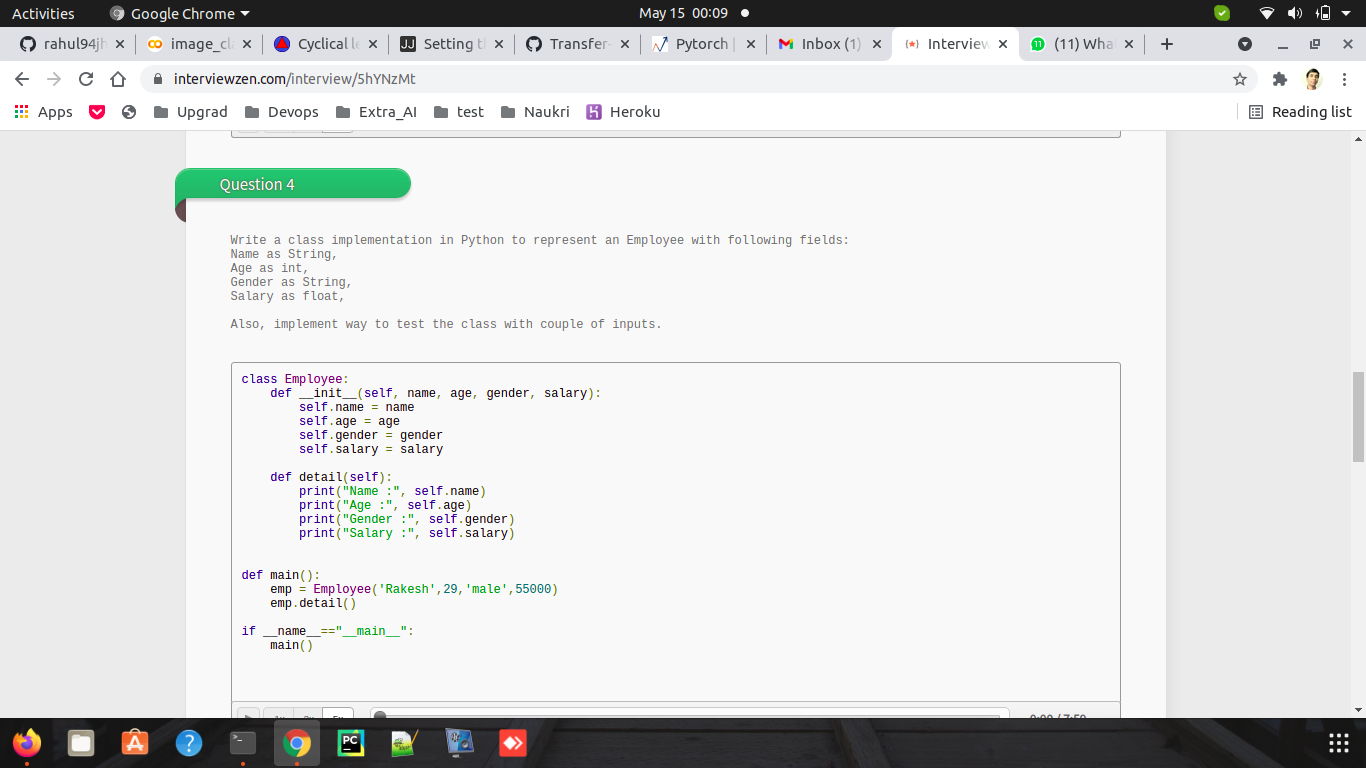 Activities Google Chrome May 15 00:09
rahul94jh image_cla Cyclical le Setting th Transfer- Pytorch | Inbox (1) Interview (11) Wha
interviewzen.com/interview/5hYNzMt
Apps Upgrad Devops Extra_AI test Naukri Heroku Reading list
Question 4
Write a class implementation in Python to represent an Employee with following fields:
Name as String,
Age as int,
Gender as String,
Salary as float,
Also, implement way to test the class with couple of inputs.
class Employee:
    def __init__(self, name, age, gender, salary):
        self.name = name
        self.age = age
        self.gender = gender
        self.salary = salary
    def detail(self):
        print("Name :", self.name)
        print("Age :", self.age)
        print("Gender :", self.gender)
        print("Salary :", self.salary)
def main():
    emp = Employee('Rakesh',29,'male',55000)
    emp.detail()
if __name__=="__main__":
    main()